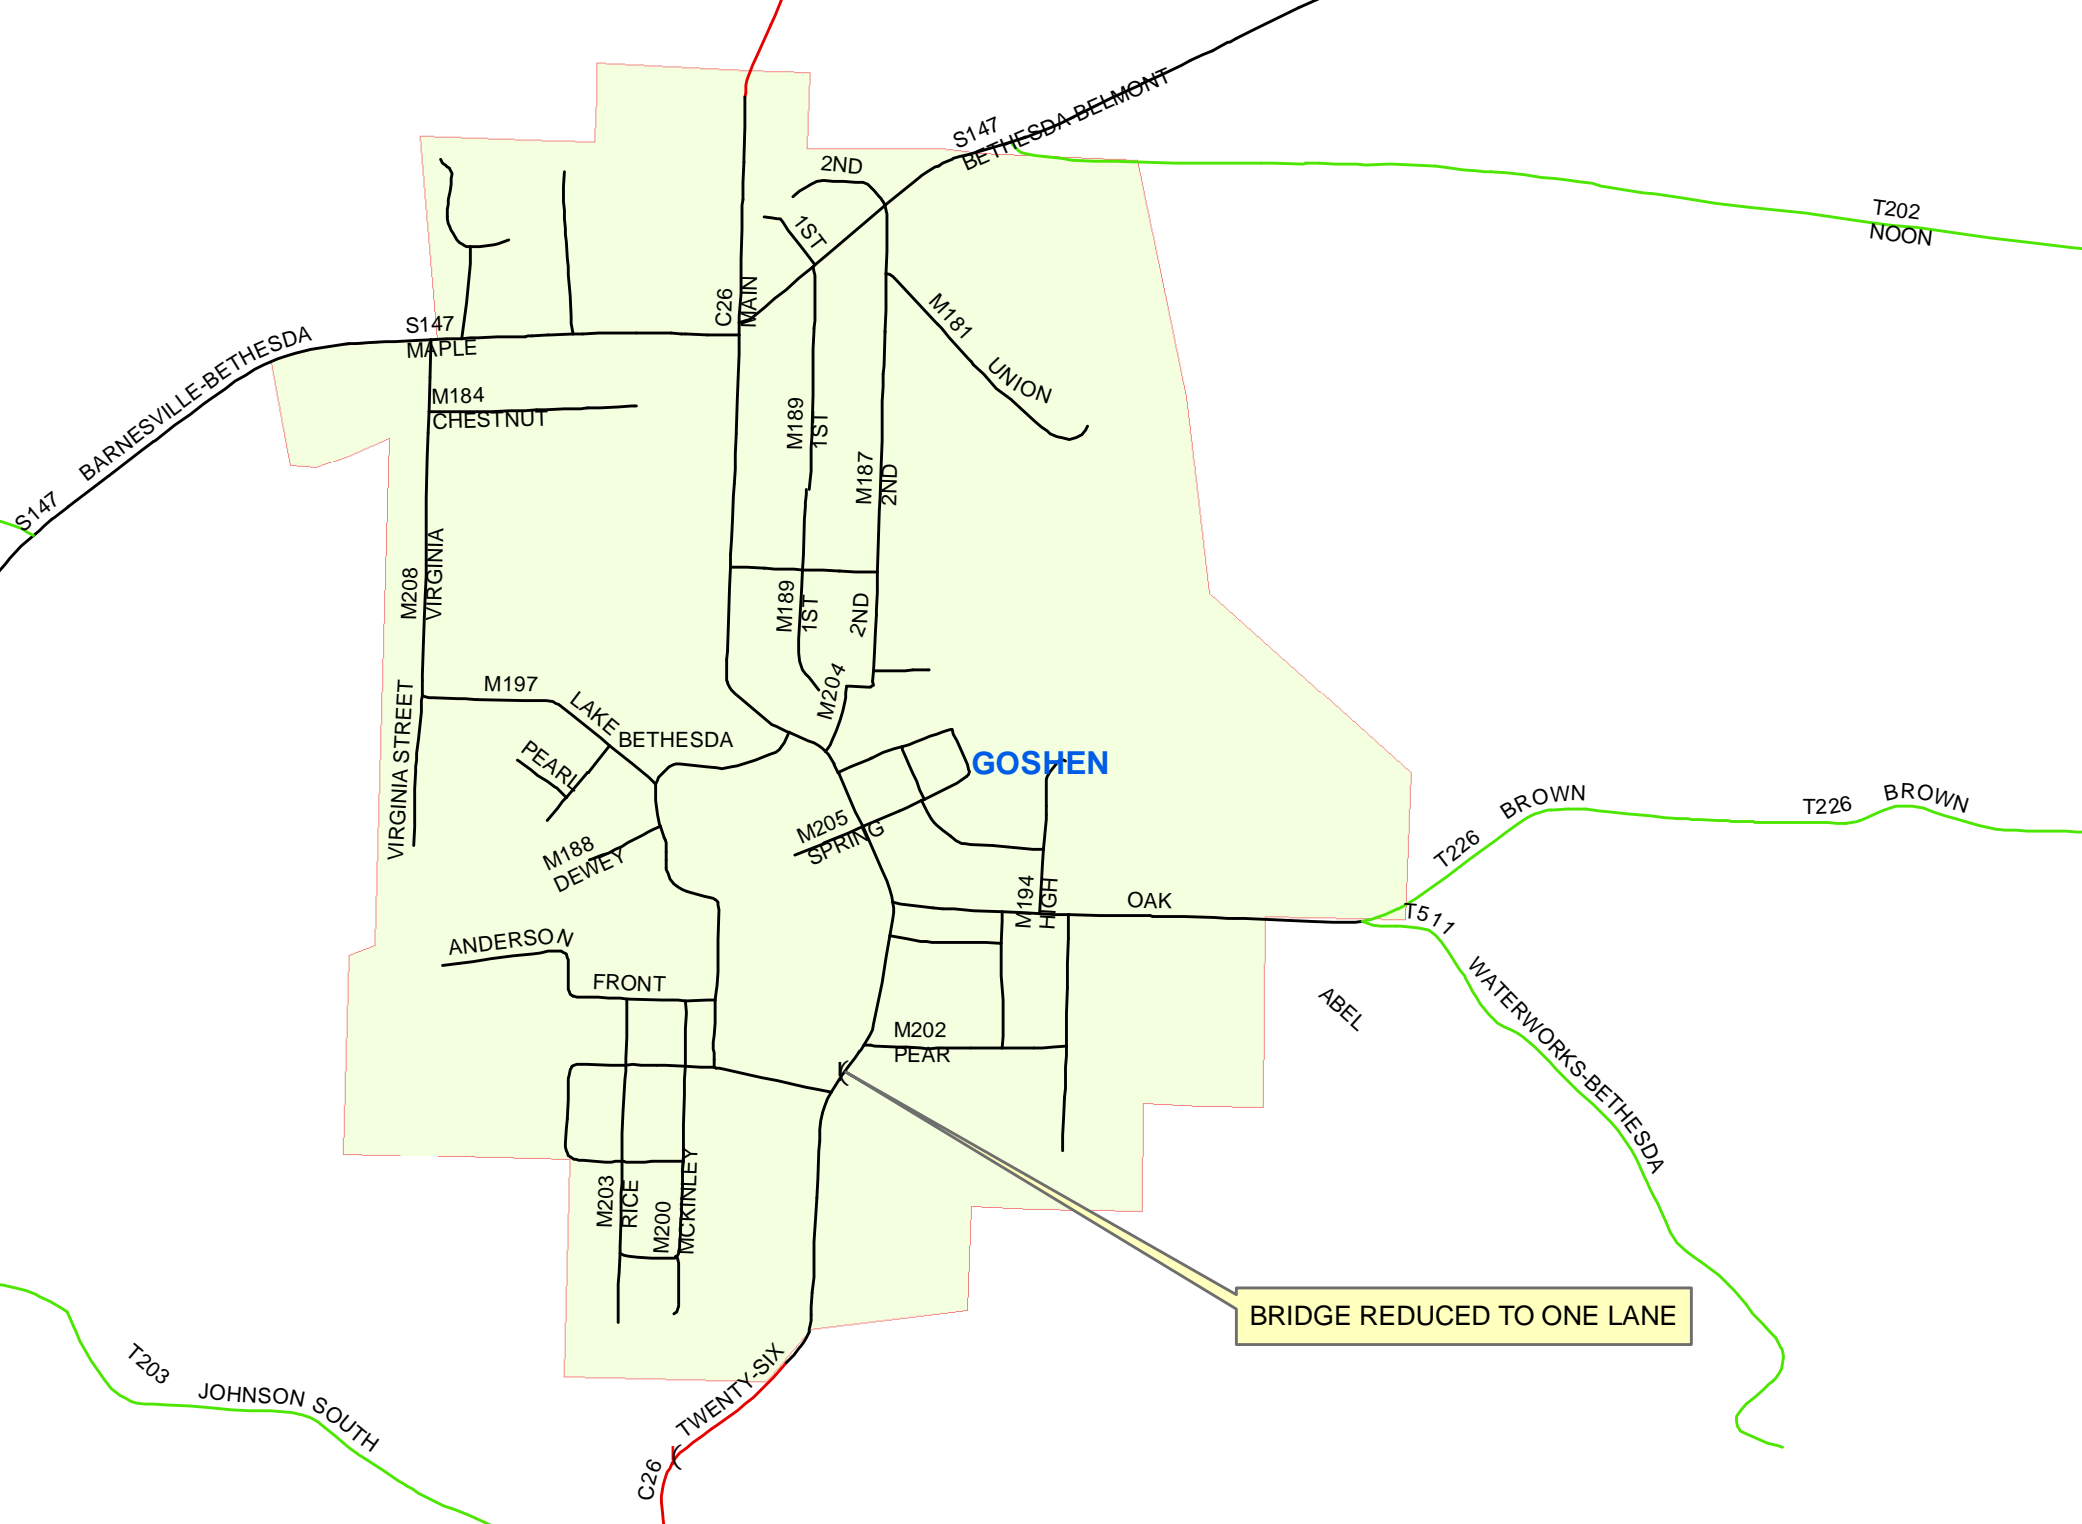 S147
BETHESDA-BELMONT
2ND
1ST
T202
NOON
C26
MAIN
M181
UNION
S147
MAPLE
BARNESVILLE-BETHESDA
S147
M184
CHESTNUT
M189
1ST
M187
2ND
M208
VIRGINIA
M189
1ST
2ND
M204
M197
LAKE
VIRGINIA STREET
BETHESDA
PEARL
GOSHEN
M205
SPRING
M188
DEWEY
BROWN
T226
T226
BROWN
M194
HIGH
OAK
T511
WATERWORKS-BETHESDA
ABEL
ANDERSON
FRONT
M202
PEAR
M203
RICE
M200
MCKINLEY
BRIDGE REDUCED TO ONE LANE
TWENTY-SIX
C26
T203
JOHNSON SOUTH